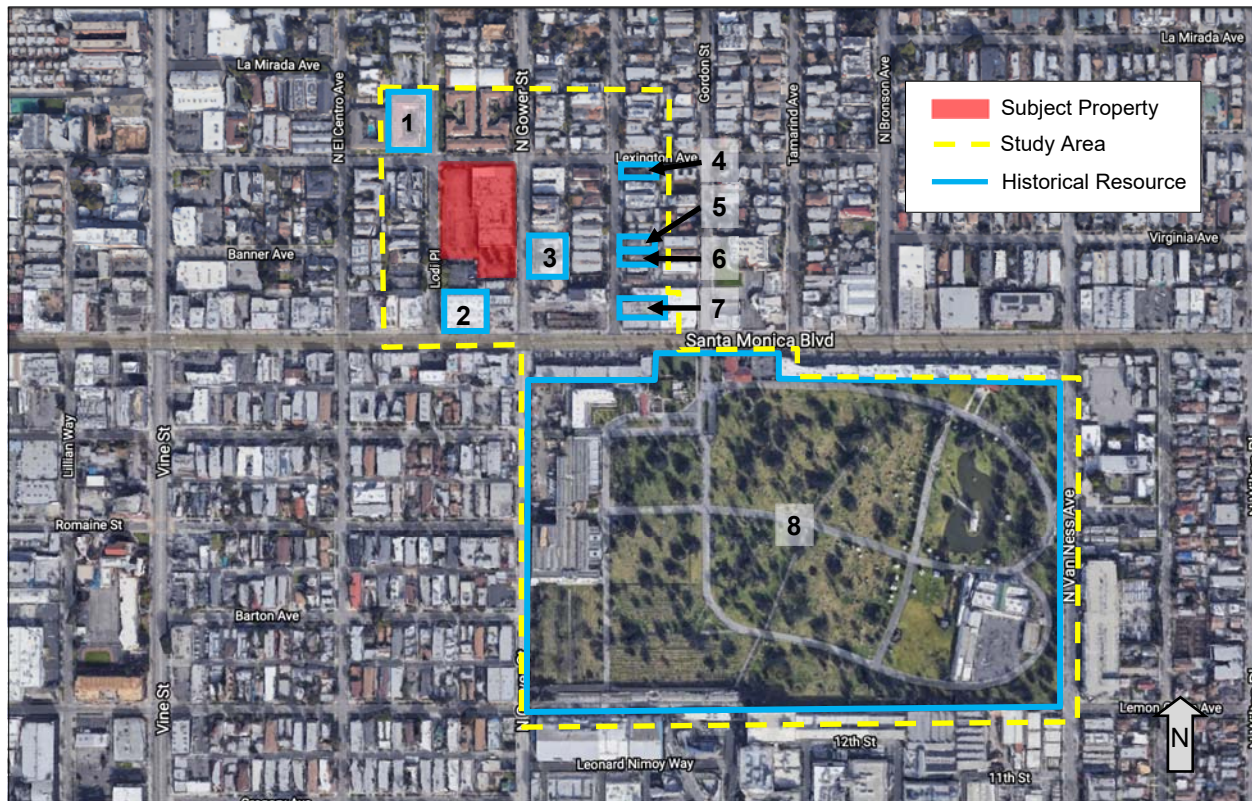 La Mirada Ave
La Mirada Ave
N El Centro Ave
N Gower St
Gordon St
Tamarind Ave
N Bronson Ave
Subject Property
Study Area
Historical Resource
1
Lexington Ave
4
5
Banner Ave
Lodi Pl
3
6
Virginia Ave
2
7
Santa Monica Blvd
Lillian Way
Vine St
Romaine St
8
N Van Ness Ave
Barton Ave
Vine St
Lemon Grove Ave
N
12th St
Leonard Nimoy Way
11th St